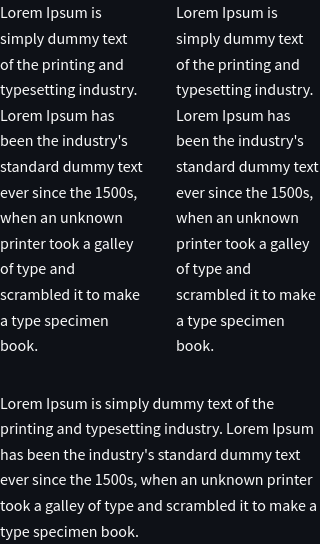 Lorem Ipsum is
simply dummy text
of the printing and
typesetting industry.
Lorem Ipsum has
been the industry's
standard dummy text
ever since the 1500s,
when an unknown
printer took a galley
of type and
scrambled it to make
a type specimen
book.
Lorem Ipsum is
simply dummy text
of the printing and
typesetting industry.
Lorem Ipsum has
been the industry's
standard dummy text
ever since the 1500s,
when an unknown
printer took a galley
of type and
scrambled it to make
a type specimen
book.
Lorem Ipsum is simply dummy text of the
printing and typesetting industry. Lorem Ipsum
has been the industry's standard dummy text
ever since the 1500s, when an unknown printer
took a galley of type and scrambled it to make a
type specimen book.